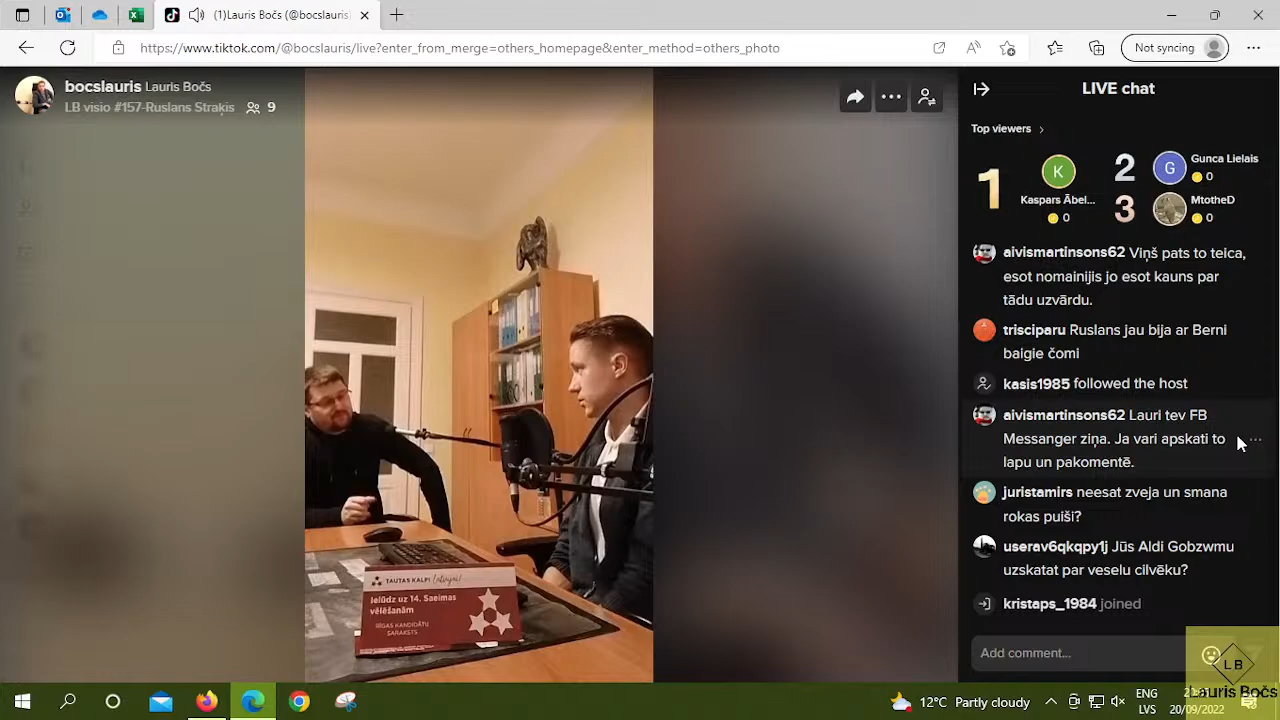 (1)Lauris Bočs (@bocslauris
https://www.tiktok.com/@bocslauris/live?enter_from_merge=others_homepage&enter_method=others_photo
Not syncing
bocslauris Lauris Bočs
LB visio #157-Ruslans Straķis 9
LIVE chat
Top viewers
1
K
Kaspars Ābel...
0
2
G
Gunca Lielais
0
3
MtotheD
0
aivismartinsons62 Viņš pats to teica,
esot nomainijis jo esot kauns par
tādu uzvārdu.
trisciparu Ruslans jau bija ar Berni
baigie čomi
kasis1985 followed the host
aivismartinsons62 Lauri tev FB
Messanger ziņa. Ja vari apskati to
lapu un pakomentē.
juristamirs neesat zveja un smana
rokas puiši?
userav6qkqpy1j Jūs Aldi Gobzwmu
uzskatat par veselu cilvēku?
kristaps_1984 joined
Add comment...
TAUTAS KALPI Latvijai!
Ielūdz uz 14. Saeimas
vēlēšanām
RĪGAS KANDIDĀTU
SARAKSTS
LB
Lauris Bočs
12°C Partly cloudy
ENG
LVS
20/09/2022